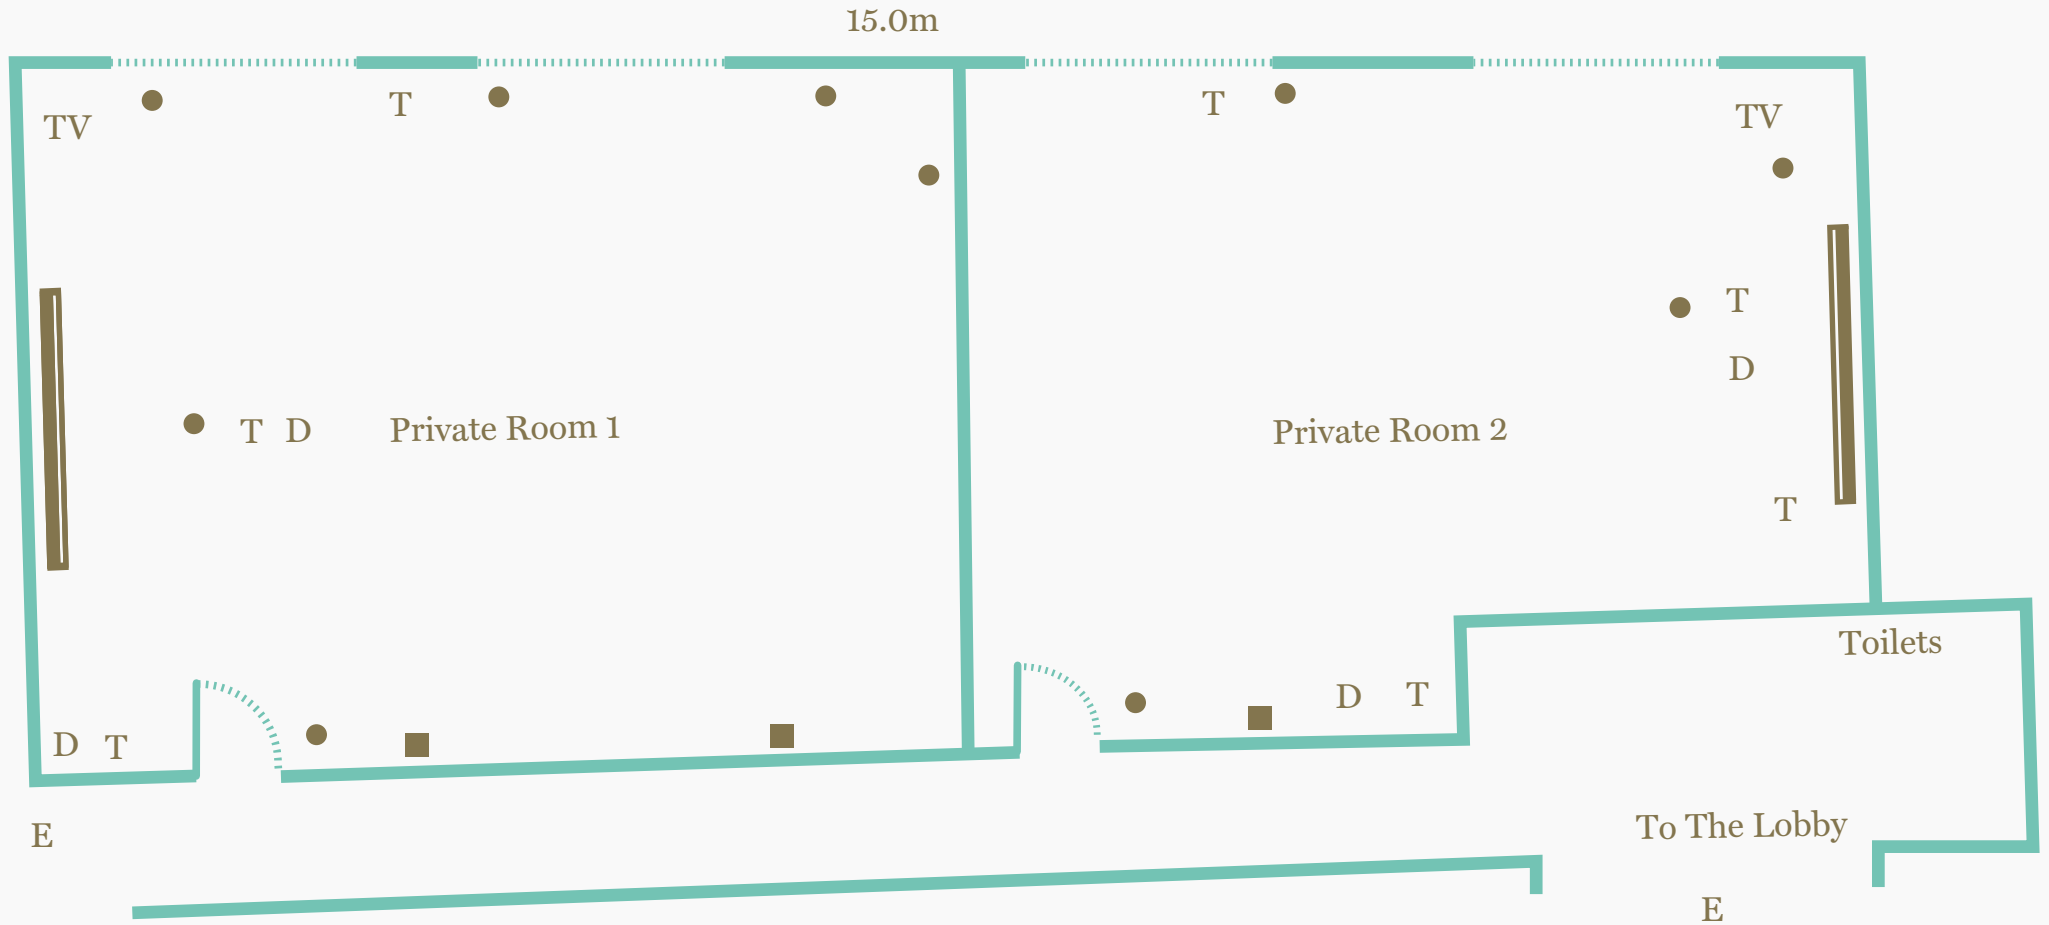 15.0m
TV
T
T
TV
T
D
T D
Private Room 1
Private Room 2
T
Toilets
D T
D T
E
To The Lobby
E